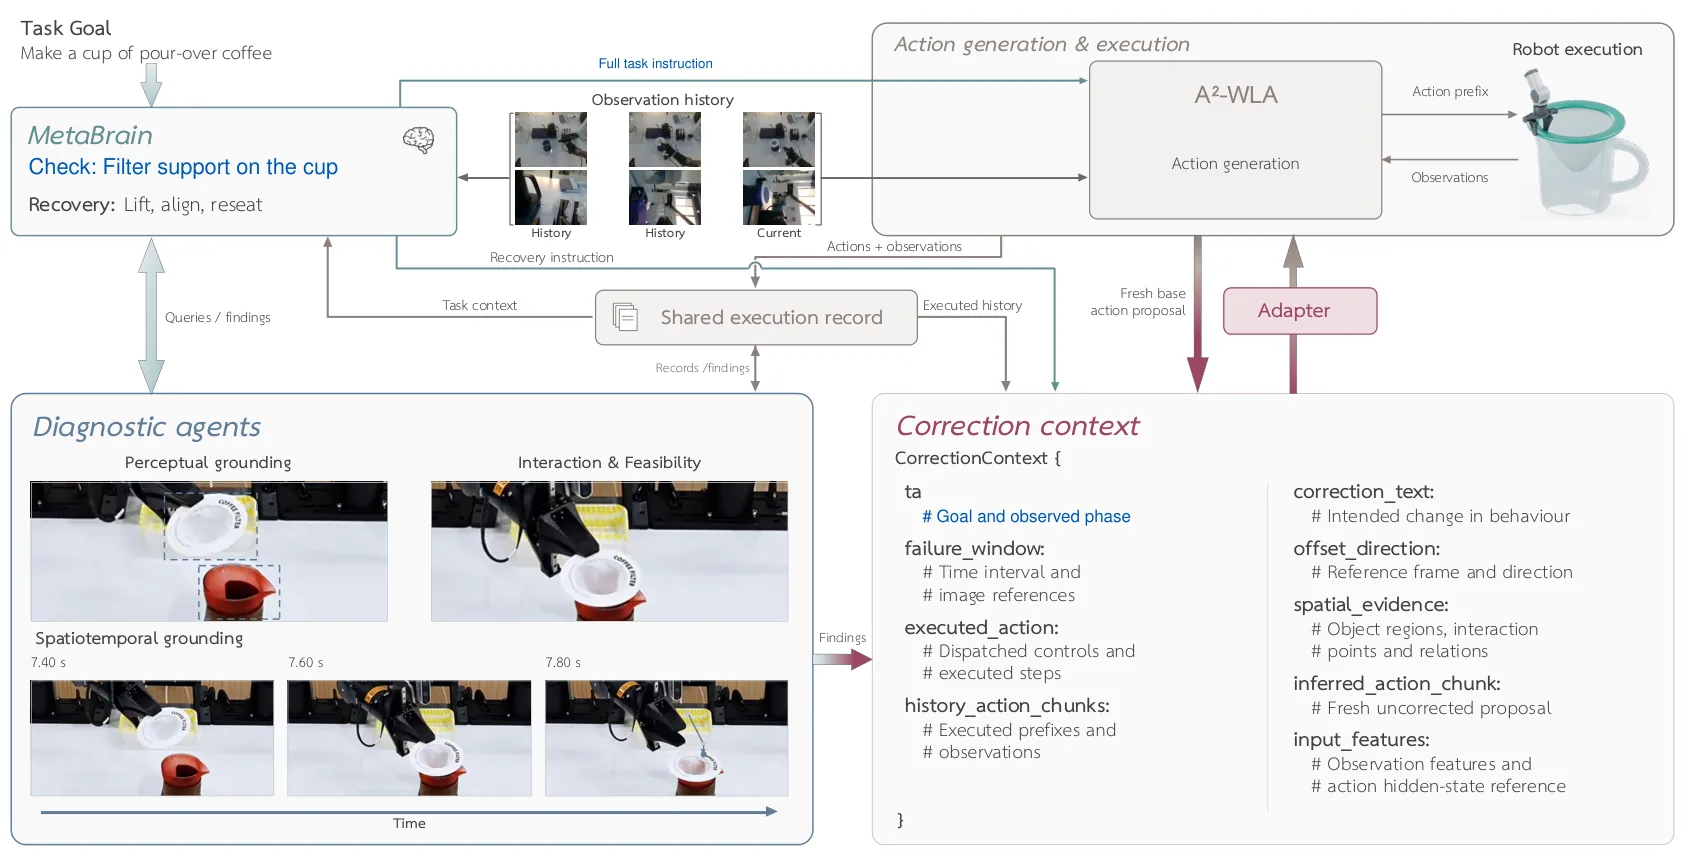 Task Goal
Make a cup of pour-over coffee
MetaBrain
Check: Filter support on the cup
Recovery: Lift, align, reseat
Full task instruction
Observation history
History
History
Current
Action generation & execution
A²-WLA
Action generation
Robot execution
Action prefix
Observations
Actions + observations
Recovery instruction
Task context
Shared execution record
Executed history
Records /findings
Queries / findings
Fresh base
action proposal
Adapter
Diagnostic agents
Perceptual grounding
COFFEE FILTER
Interaction & Feasibility
COFFEE FILTER
Spatiotemporal grounding
7.40 s
7.60 s
7.80 s
Time
Findings
Correction context
CorrectionContext {
ta
# Goal and observed phase
failure_window:
# Time interval and
# image references
executed_action:
# Dispatched controls and
# executed steps
history_action_chunks:
# Executed prefixes and
# observations
correction_text:
# Intended change in behaviour
offset_direction:
# Reference frame and direction
spatial_evidence:
# Object regions, interaction
# points and relations
inferred_action_chunk:
# Fresh uncorrected proposal
input_features:
# Observation features and
# action hidden-state reference
}